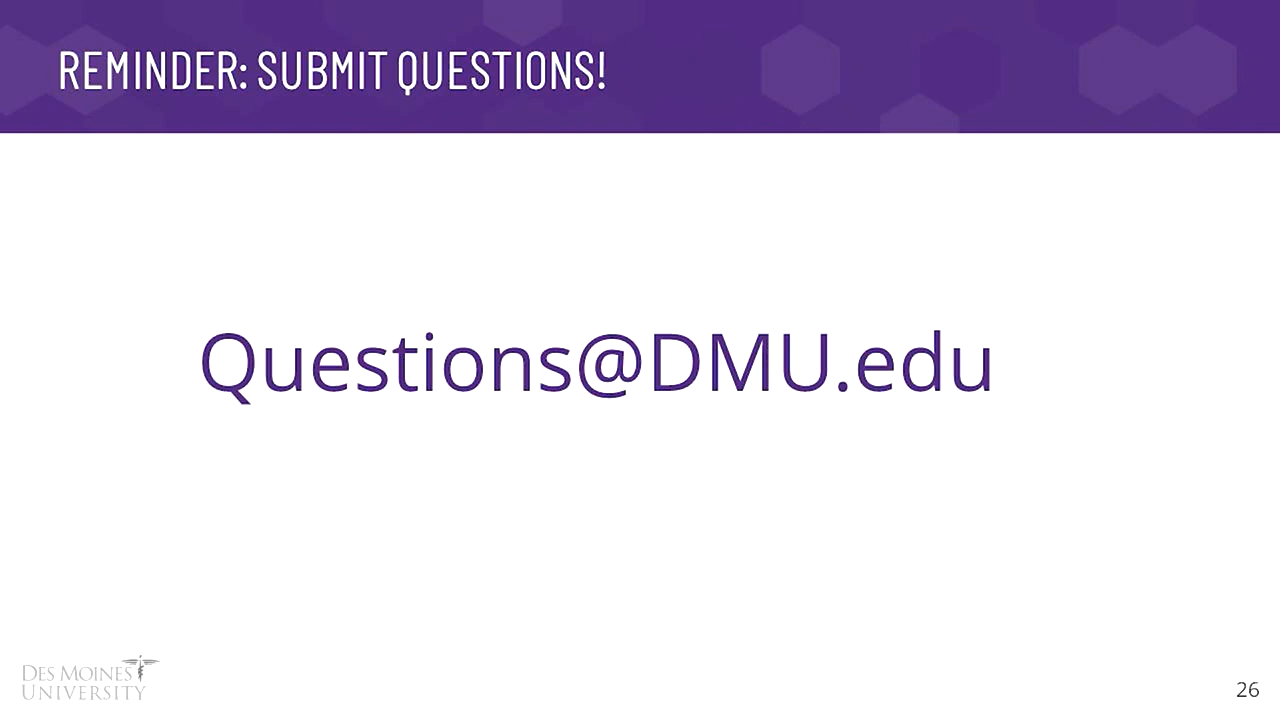 REMINDER: SUBMIT QUESTIONS!
Questions@DMU.edu
DES MOINES
UNIVERSITY
26